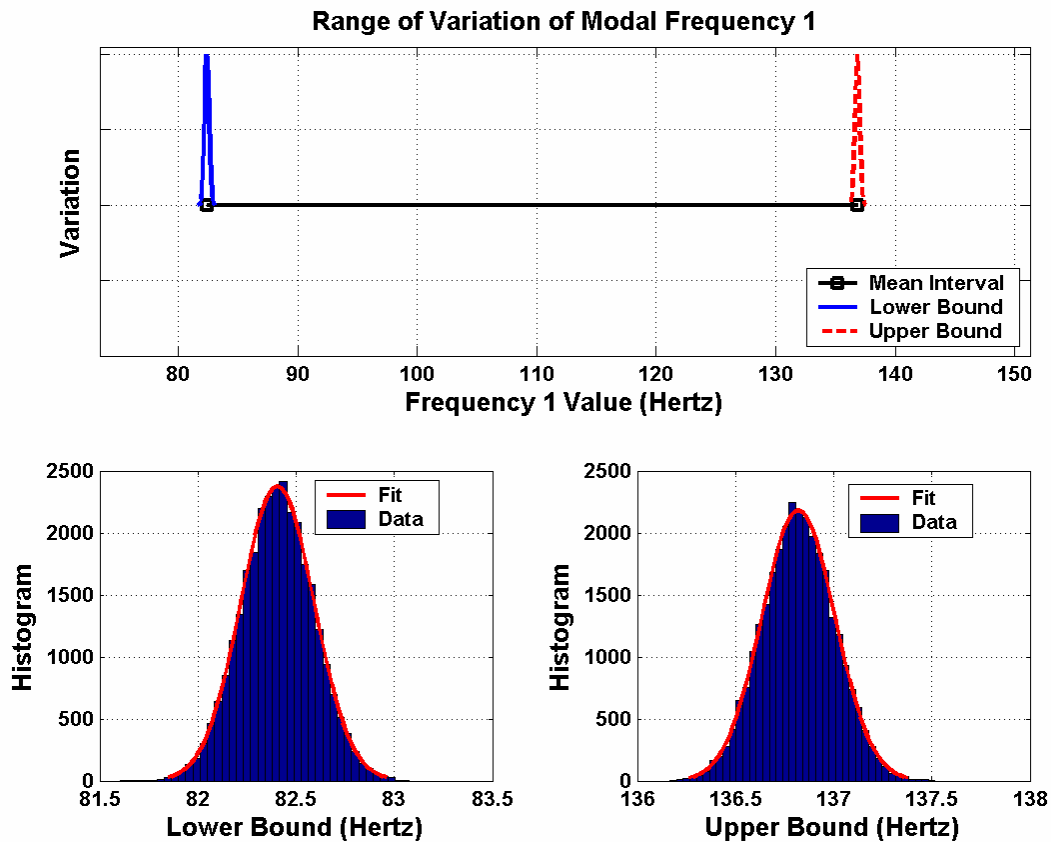 Range of Variation of Modal Frequency 1
Variation
Mean Interval
Lower Bound
Upper Bound
80 90 100 110 120 130 140 150
Frequency 1 Value (Hertz)
2500
2000
1500
1000
500
0
Histogram
Fit
Data
81.5 82 82.5 83 83.5
Lower Bound (Hertz)
2500
2000
1500
1000
500
0
Histogram
Fit
Data
136 136.5 137 137.5 138
Upper Bound (Hertz)